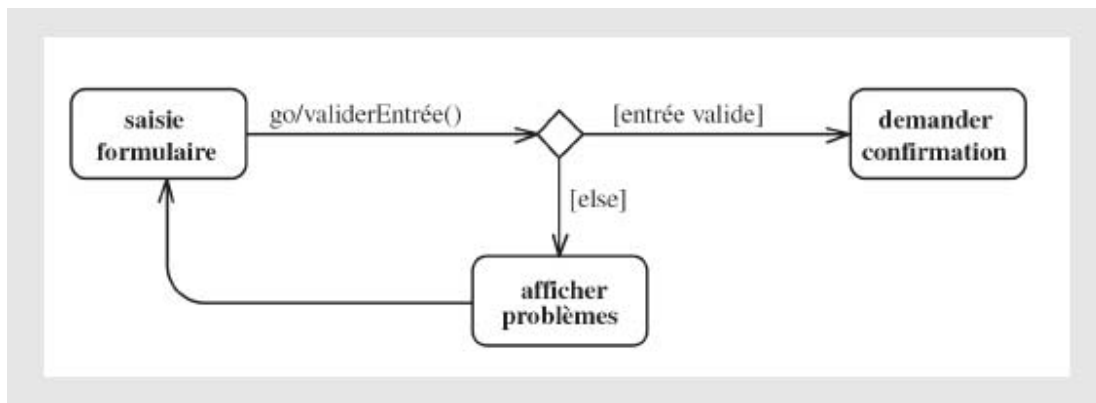 saisie
formulaire
go/validerEntrée()
[entrée valide]
demander
confirmation
[else]
afficher
problèmes